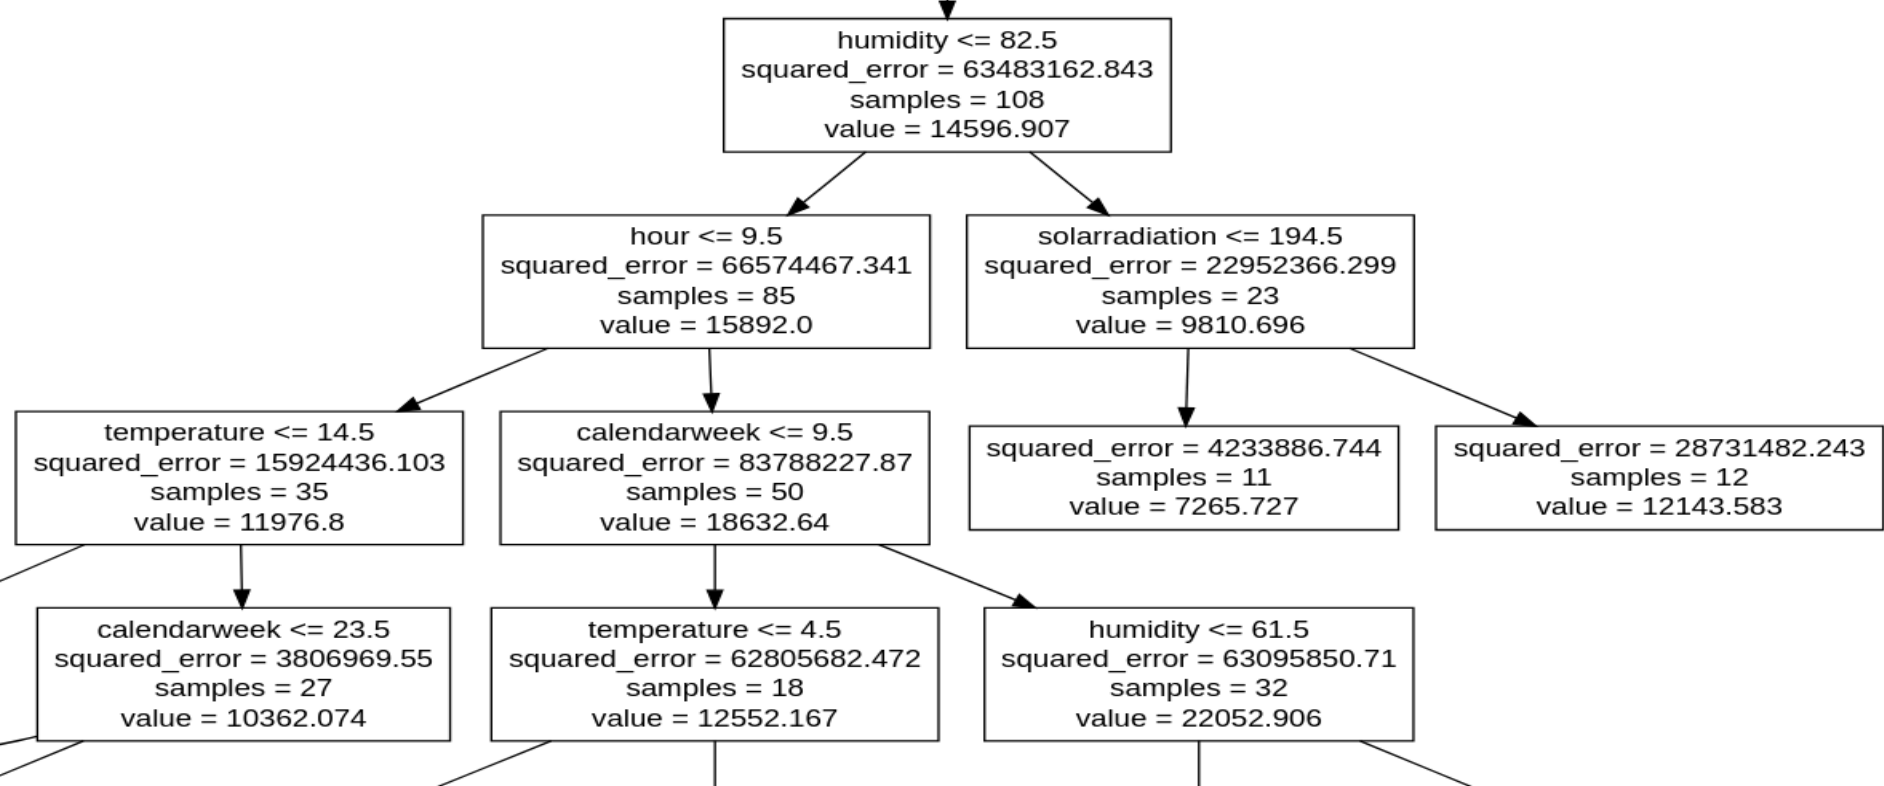 humidity <= 82.5
squared_error = 63483162.843
samples = 108
value = 14596.907
hour <= 9.5
squared_error = 66574467.341
samples = 85
value = 15892.0
solarradiation <= 194.5
squared_error = 22952366.299
samples = 23
value = 9810.696
temperature <= 14.5
squared_error = 15924436.103
samples = 35
value = 11976.8
calendarweek <= 9.5
squared_error = 83788227.87
samples = 50
value = 18632.64
squared_error = 4233886.744
samples = 11
value = 7265.727
squared_error = 28731482.243
samples = 12
value = 12143.583
calendarweek <= 23.5
squared_error = 3806969.55
samples = 27
value = 10362.074
temperature <= 4.5
squared_error = 62805682.472
samples = 18
value = 12552.167
humidity <= 61.5
squared_error = 63095850.71
samples = 32
value = 22052.906